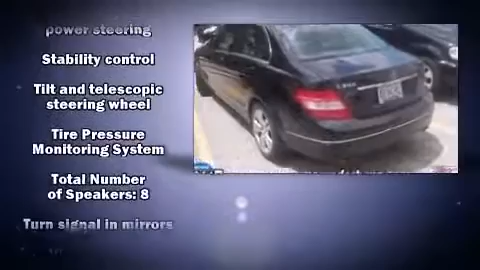 power steering
Stability control
Tilt and telescopic
steering wheel
Tire Pressure
Monitoring System
Total Number
of Speakers: 8
Turn signal in mirrors